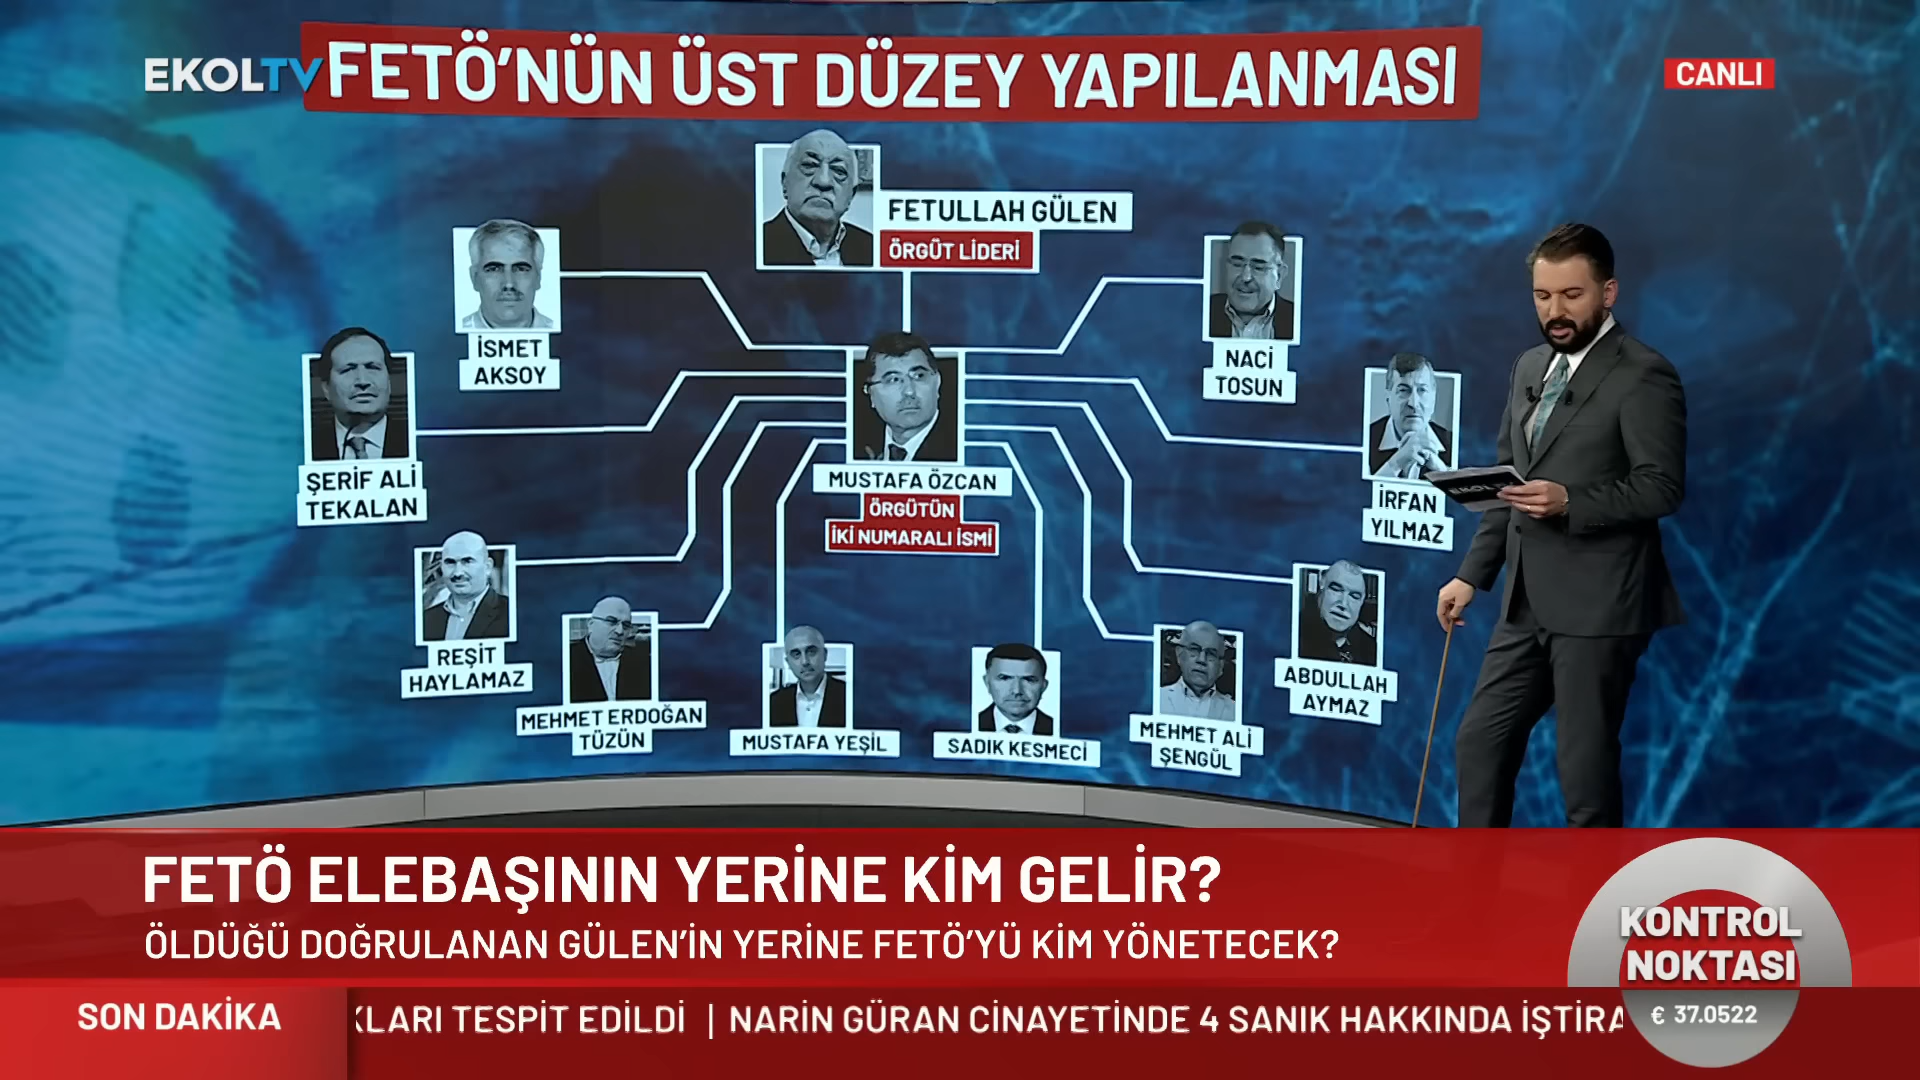 EKOLTV
FETÖ'NÜN ÜST DÜZEY YAPILANMASI
CANLI
FETULLAH GÜLEN
ÖRGÜT LİDERİ
İSMET
AKSOY
NACİ
TOSUN
ŞERİF ALİ
TEKALAN
MUSTAFA ÖZCAN
ÖRGÜTÜN
İKİ NUMARALI İSMİ
İRFAN
YILMAZ
EKOLTV
REŞİT
HAYLAMAZ
MEHMET ERDOĞAN
TÜZÜN
MUSTAFA YEŞİL
SADIK KESMECİ
MEHMET ALİ
ŞENGÜL
ABDULLAH
AYMAZ
FETÖ ELEBAŞININ YERİNE KİM GELİR?
ÖLDÜĞÜ DOĞRULANAN GÜLEN'İN YERİNE FETÖ'YÜ KİM YÖNETECEK?
KONTROL
NOKTASI
SON DAKİKA
KLARI TESPİT EDİLDİ | NARİN GÜRAN CİNAYETİNDE 4 SANIK HAKKINDA İŞTİRA
€ 37.0522